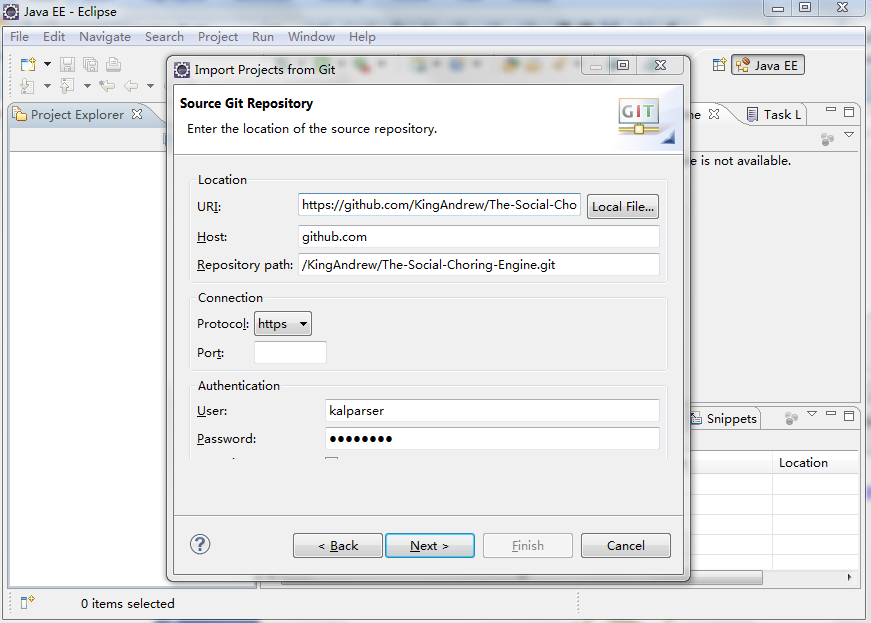 Java EE - Eclipse
File Edit Navigate Search Project Run Window Help
Java EE
Project Explorer
Task L
is not available.
Import Projects from Git
Source Git Repository
Enter the location of the source repository.
GIT
Location
URI: https://github.com/KingAndrew/The-Social-Cho Local File...
Host: github.com
Repository path: /KingAndrew/The-Social-Choring-Engine.git
Connection
Protocol: https
Port:
Authentication
User: kalparser
Password: ●●●●●●●●
Snippets
Location
? < Back Next > Finish Cancel
0 items selected